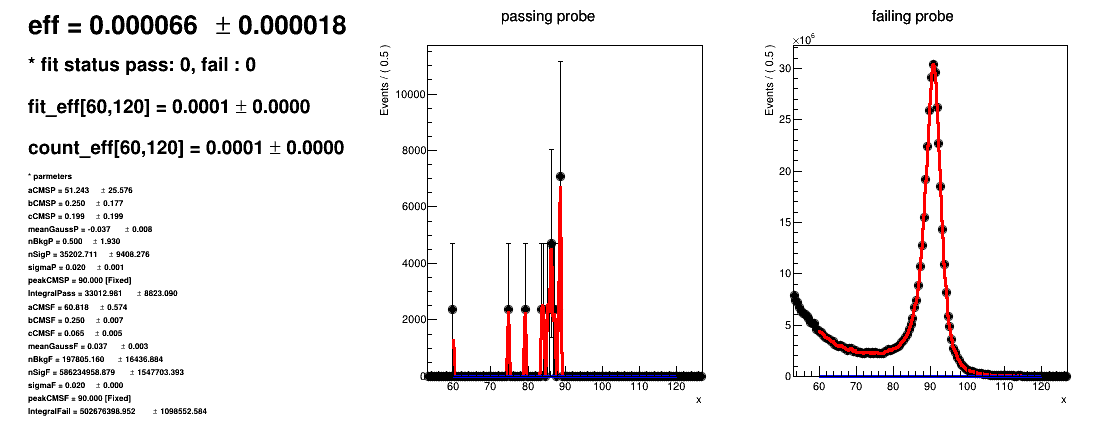 eff = 0.000066 ± 0.000018
* fit status pass: 0, fail : 0
fit_eff[60,120] = 0.0001 ± 0.0000
count_eff[60,120] = 0.0001 ± 0.0000
* parmeters
aCMSP = 51.243 ± 25.576
bCMSP = 0.250 ± 0.177
cCMSP = 0.199 ± 0.199
meanGaussP = -0.037 ± 0.008
nBkgP = 0.500 ± 1.930
nSigP = 35202.711 ± 9408.276
sigmaP = 0.020 ± 0.001
peakCMSP = 90.000 [Fixed]
IntegralPass = 33012.961 ± 8823.090
aCMSF = 60.818 ± 0.574
bCMSF = 0.250 ± 0.007
cCMSF = 0.065 ± 0.005
meanGaussF = 0.037 ± 0.003
nBkgF = 197805.160 ± 16436.884
nSigF = 586234958.879 ± 1547703.393
sigmaF = 0.020 ± 0.000
peakCMSF = 90.000 [Fixed]
IntegralFail = 502676398.952 ± 1098552.584
passing probe
Events / ( 0.5 )
10000
8000
6000
4000
2000
0
60 70 80 90 100 110 120
x
failing probe
×10⁶
Events / ( 0.5 )
30
25
20
15
10
5
0
60 70 80 90 100 110 120
x